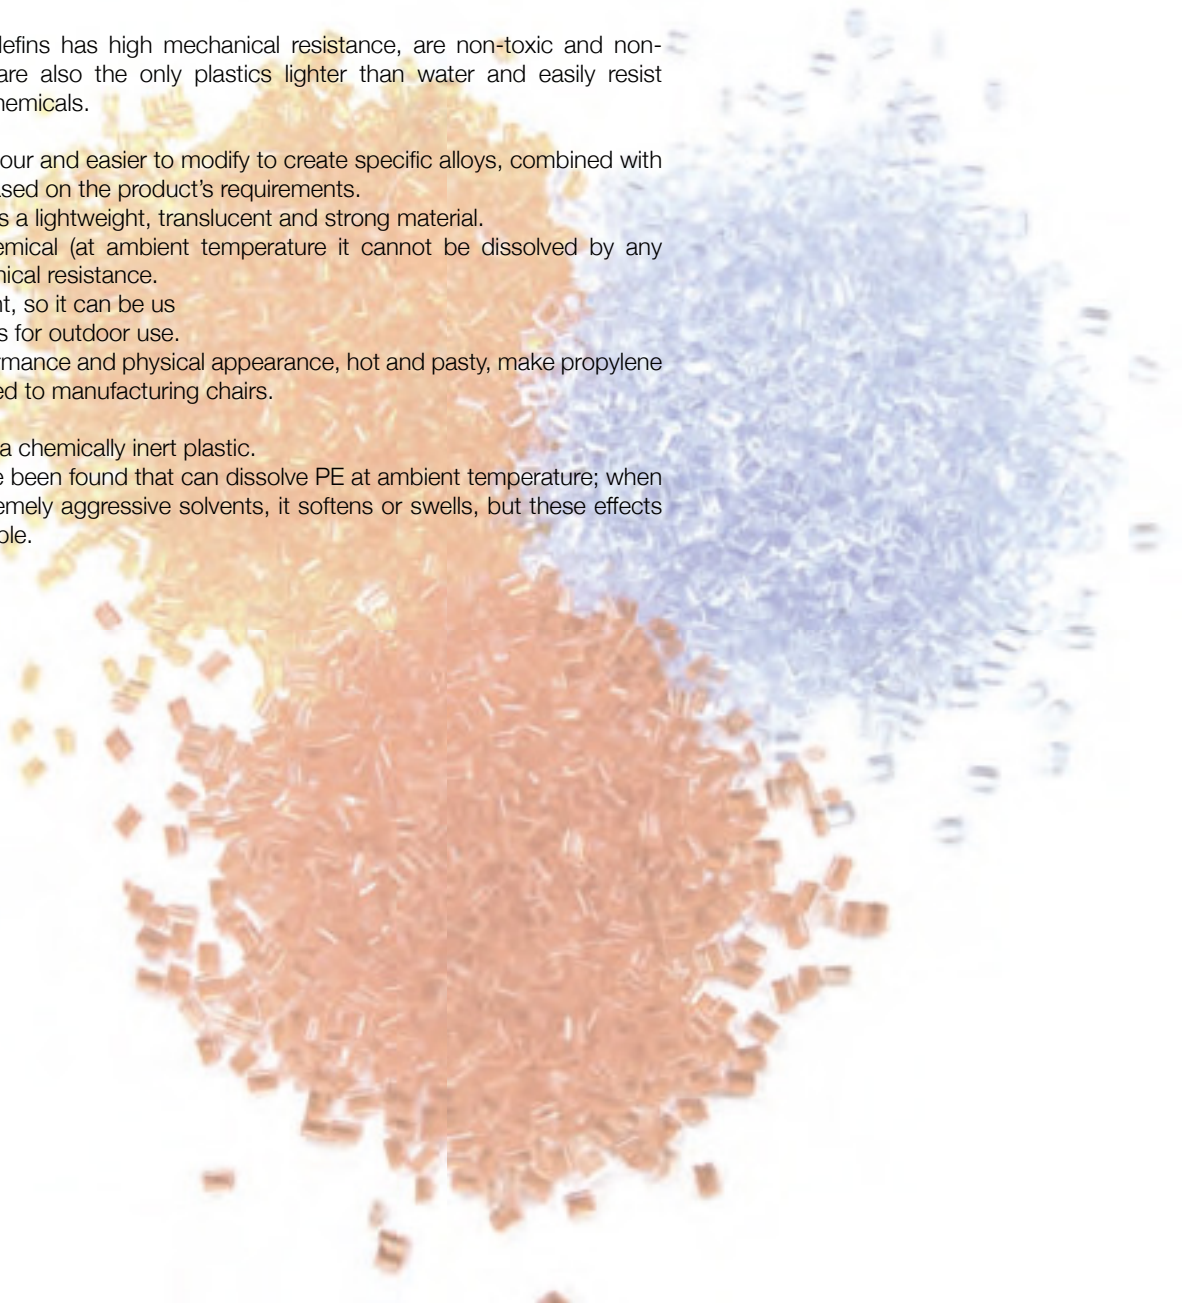 lefins has high mechanical resistance, are non-toxic and non-
are also the only plastics lighter than water and easily resist
hemicals.
our and easier to modify to create specific alloys, combined with
ased on the product's requirements.
s a lightweight, translucent and strong material.
emical (at ambient temperature it cannot be dissolved by any
nical resistance.
nt, so it can be us
s for outdoor use.
rmance and physical appearance, hot and pasty, make propylene
ed to manufacturing chairs.
a chemically inert plastic.
e been found that can dissolve PE at ambient temperature; when
emely aggressive solvents, it softens or swells, but these effects
ble.